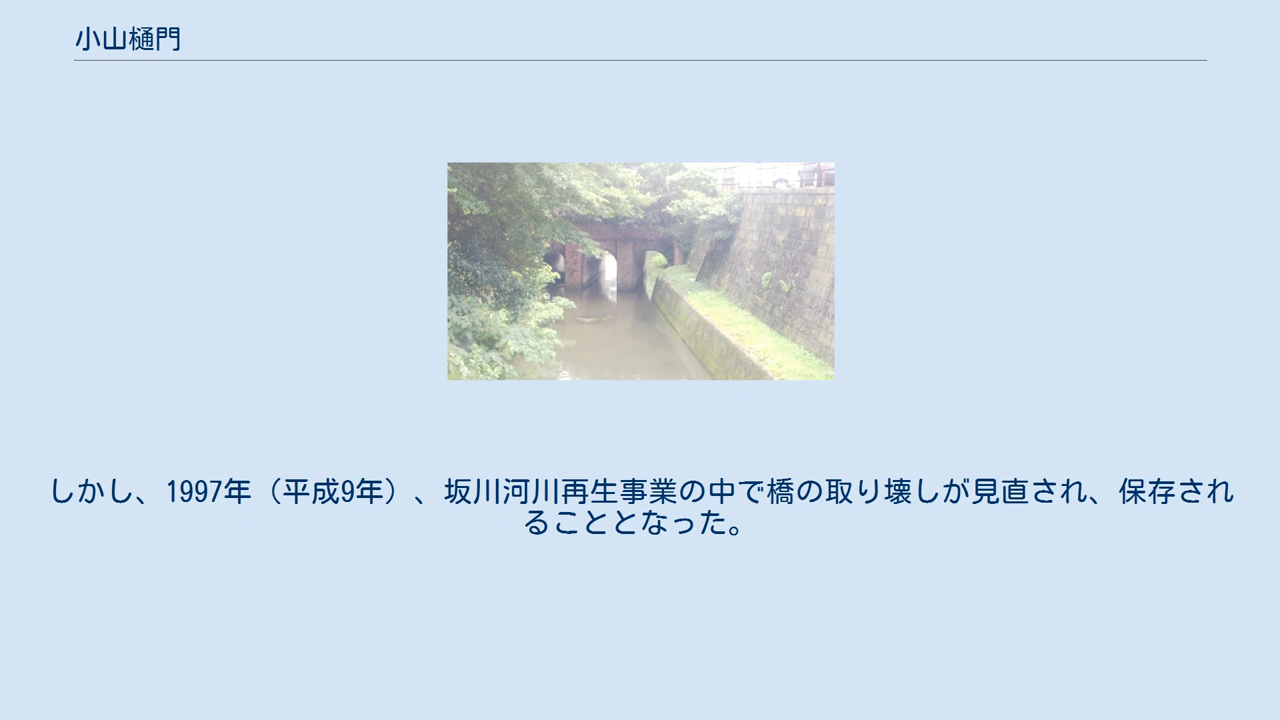 小山樋門
しかし、1997年（平成9年）、坂川河川再生事業の中で橋の取り壊しが見直され、保存され
ることとなった。